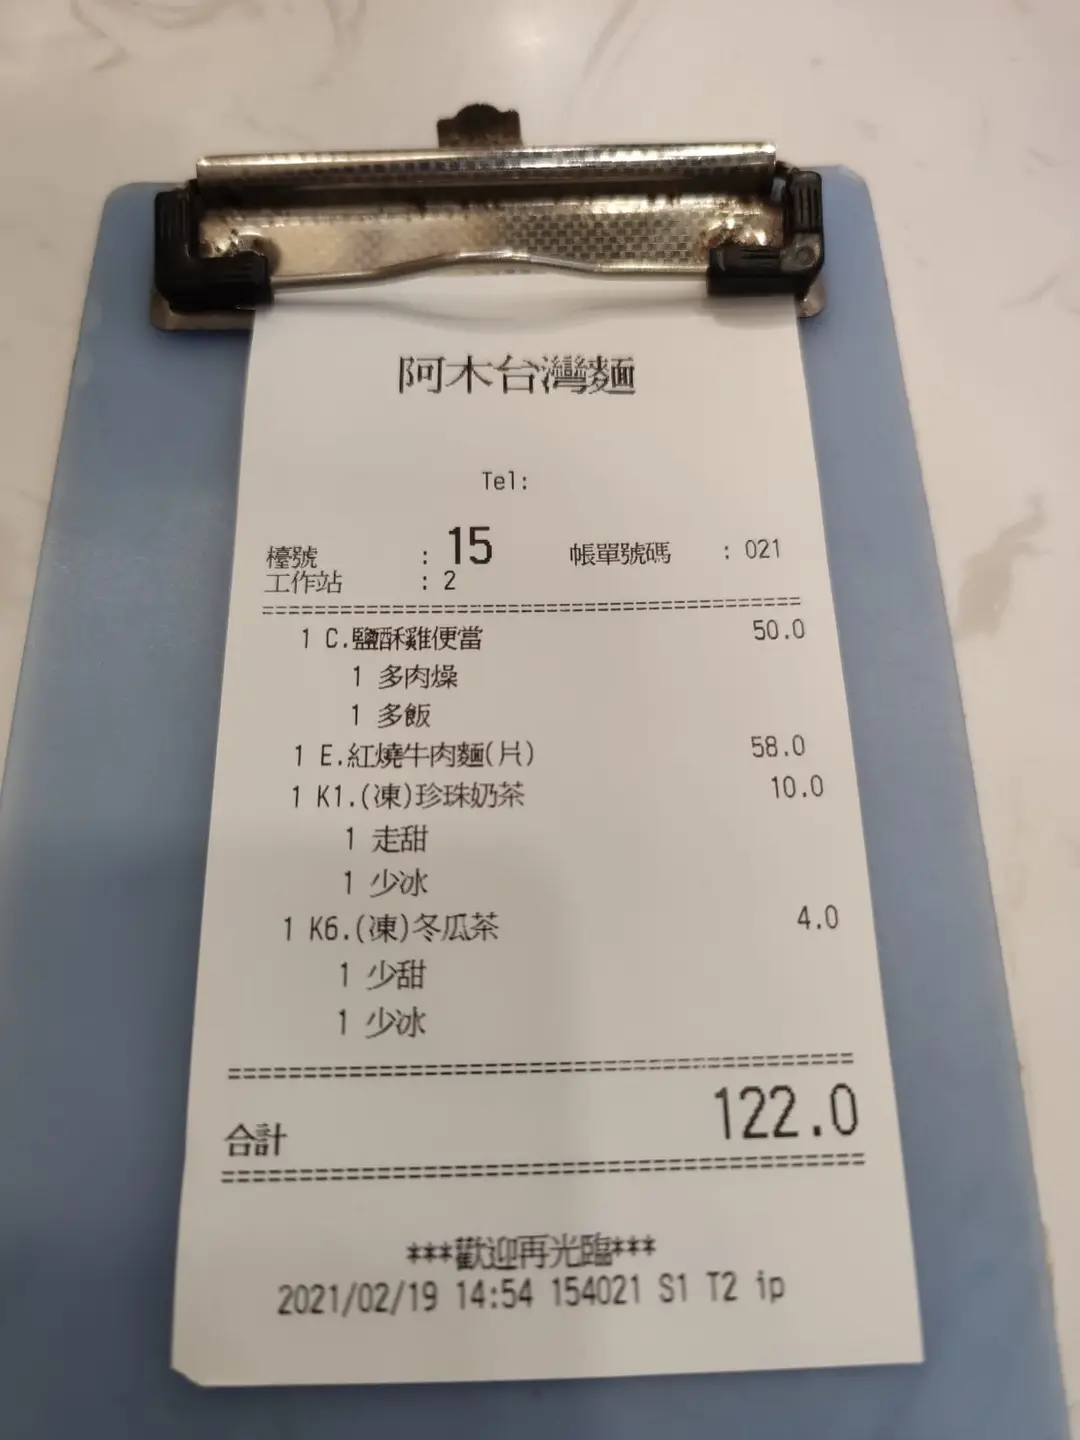 阿木台灣麵
Tel:
檯號 : 15 帳單號碼 : 021
工作站 : 2
1 C.鹽酥雞便當 50.0
1 多肉燥
1 多飯
1 E.紅燒牛肉麵(片) 58.0
1 K1.(凍)珍珠奶茶 10.0
1 走甜
1 少冰
1 K6.(凍)冬瓜茶 4.0
1 少甜
1 少冰
合計 122.0
***歡迎再光臨***
2021/02/19 14:54 154021 S1 T2 ip